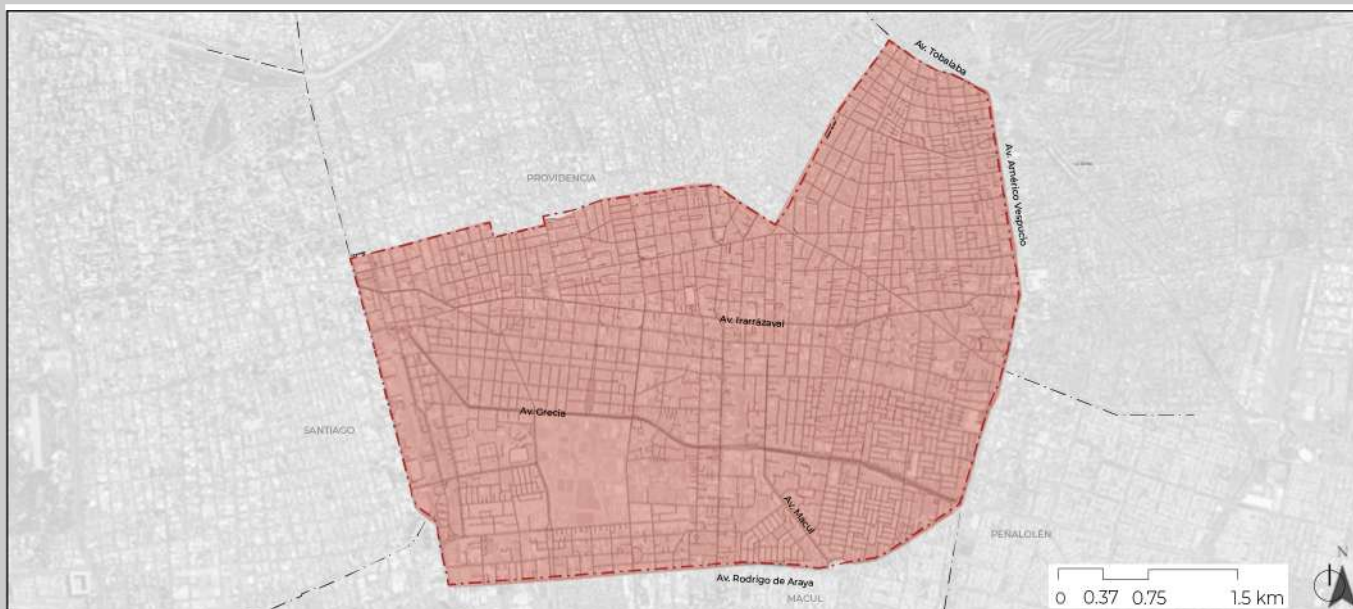 Av. Tobalaba
Av. Américo Vespucio
PROVIDENCIA
Av. Irarrázaval
Av. Grecia
SANTIAGO
Av. Macul
PEÑALOLÉN
Av. Rodrigo de Araya
MACUL
N
0 0.37 0.75 1.5 km